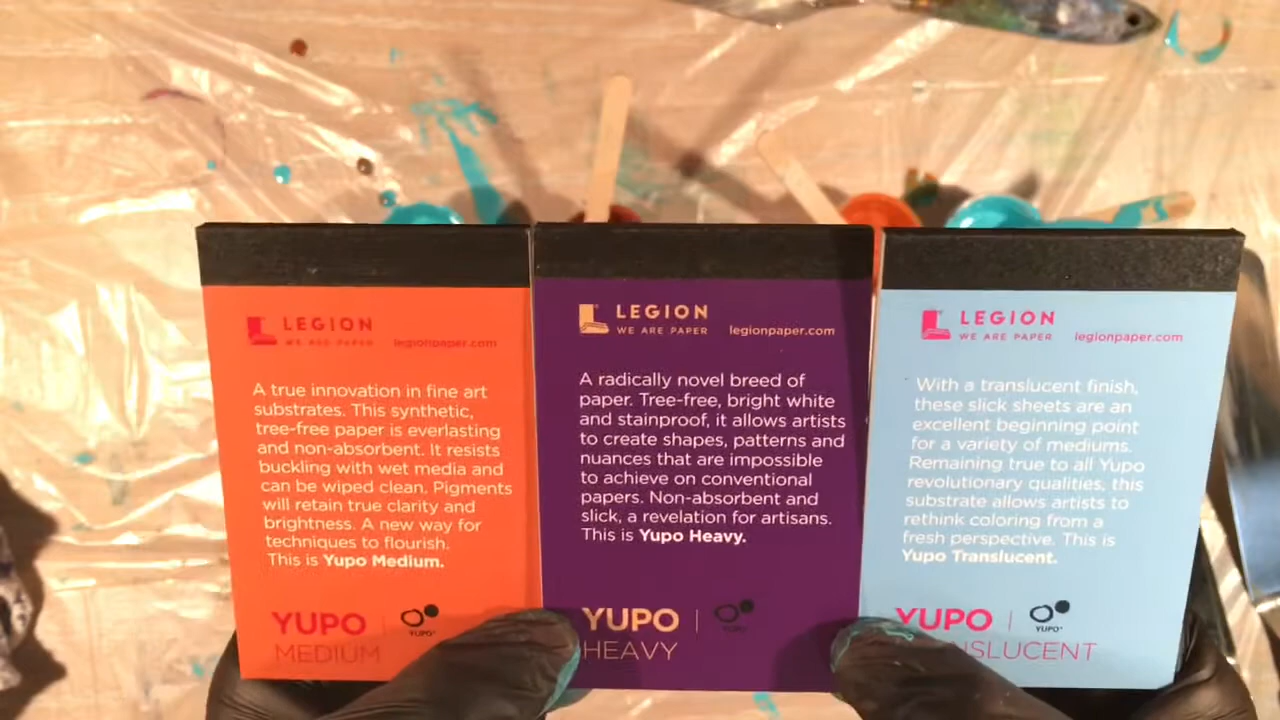 LEGION
WE ARE PAPER legionpaper.com
A true innovation in fine art
substrates. This synthetic,
tree-free paper is everlasting
and non-absorbent. It resists
buckling with wet media and
can be wiped clean. Pigments
will retain true clarity and
brightness. A new way for
techniques to flourish.
This is Yupo Medium.
YUPO
YUPO
MEDIUM
LEGION
WE ARE PAPER legionpaper.com
A radically novel breed of
paper. Tree-free, bright white
and stainproof, it allows artists
to create shapes, patterns and
nuances that are impossible
to achieve on conventional
papers. Non-absorbent and
slick, a revelation for artisans.
This is Yupo Heavy.
YUPO
YUPO
HEAVY
LEGION
WE ARE PAPER legionpaper.com
With a translucent finish,
these slick sheets are an
excellent beginning point
for a variety of mediums.
Remaining true to all Yupo
revolutionary qualities, this
substrate allows artists to
rethink coloring from a
fresh perspective. This is
Yupo Translucent.
YUPO
YUPO
NSLUCENT